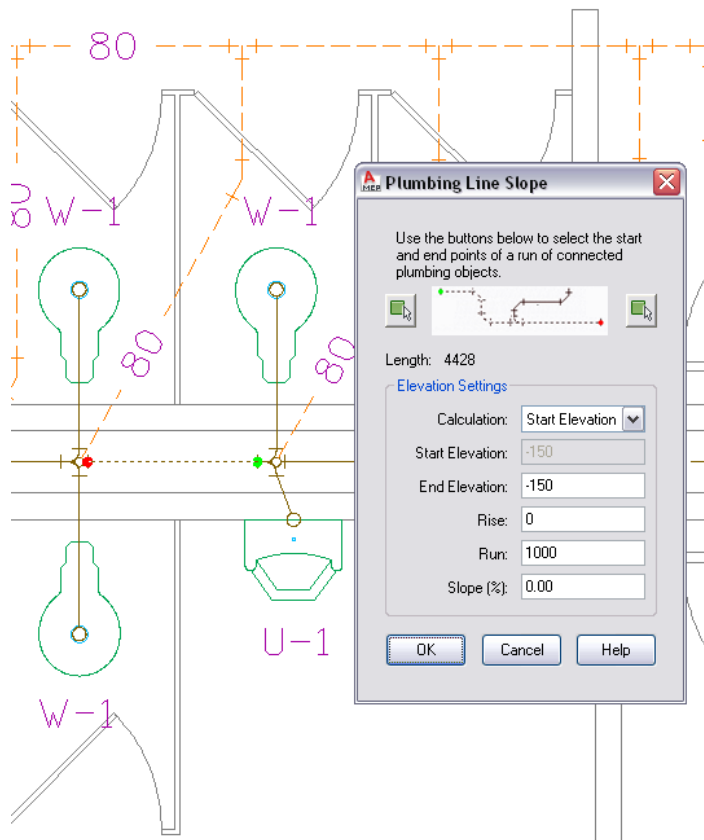 80
80
W-1
W-1
80
80
W-1
U-1
A
MEP
Plumbing Line Slope
Use the buttons below to select the start
and end points of a run of connected
plumbing objects.
Length: 4428
Elevation Settings
Calculation: Start Elevation
Start Elevation: -150
End Elevation: -150
Rise: 0
Run: 1000
Slope (%): 0.00
OK
Cancel
Help